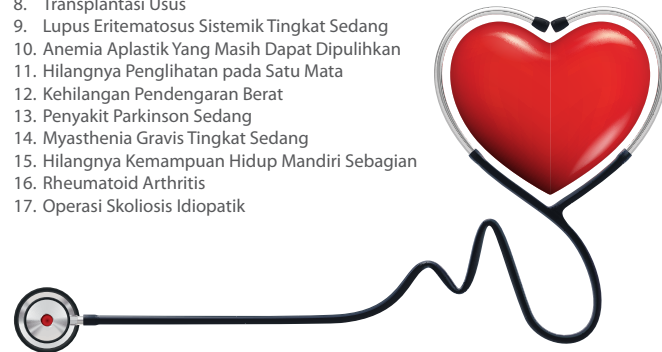 8. Transplantasi Usus
9. Lupus Eritematosus Sistemik Tingkat Sedang
10. Anemia Aplastik Yang Masih Dapat Dipulihkan
11. Hilangnya Penglihatan pada Satu Mata
12. Kehilangan Pendengaran Berat
13. Penyakit Parkinson Sedang
14. Myasthenia Gravis Tingkat Sedang
15. Hilangnya Kemampuan Hidup Mandiri Sebagian
16. Rheumatoid Arthritis
17. Operasi Skoliosis Idiopatik